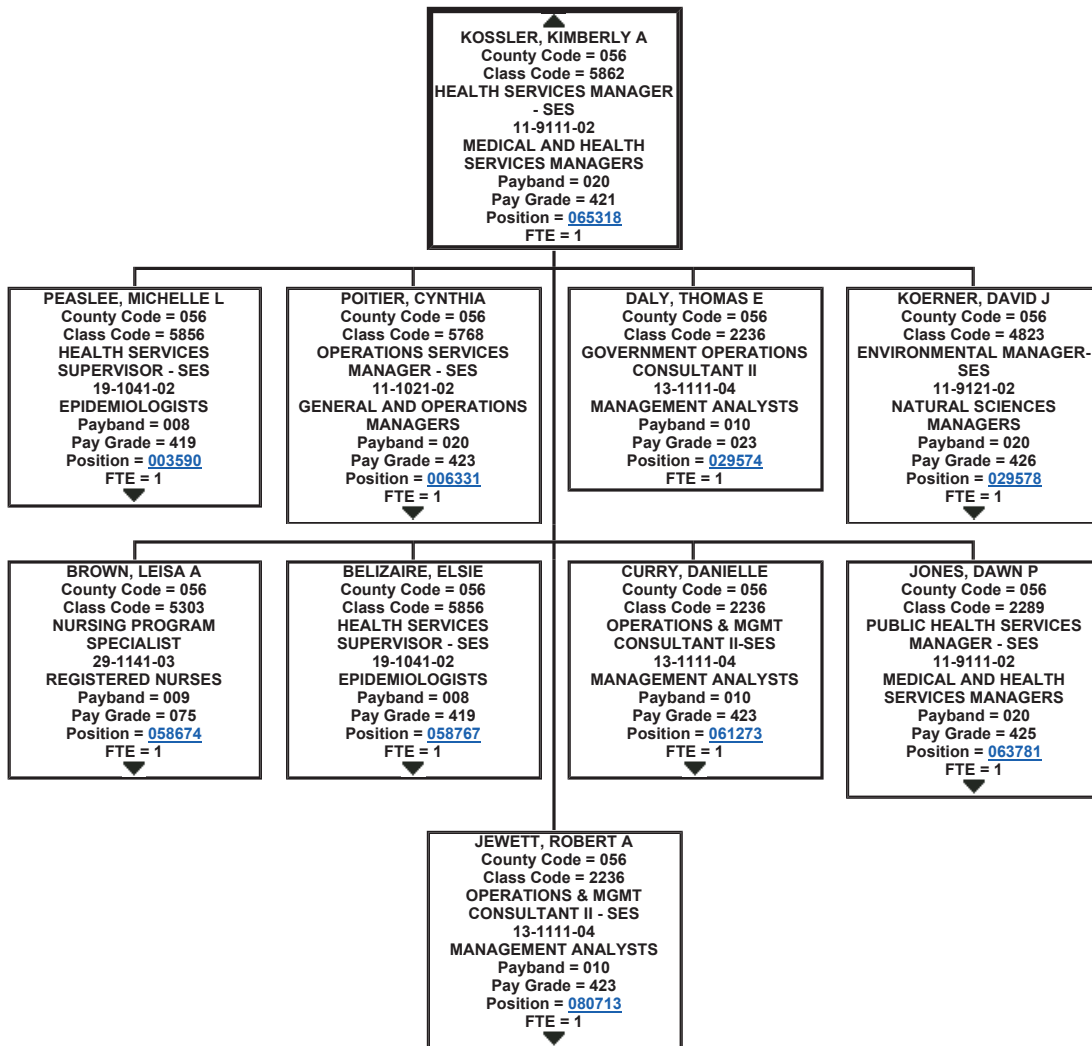 KOSSLER, KIMBERLY A
County Code = 056
Class Code = 5862
HEALTH SERVICES MANAGER
- SES
11-9111-02
MEDICAL AND HEALTH
SERVICES MANAGERS
Payband = 020
Pay Grade = 421
Position = 065318
FTE = 1
PEASLEE, MICHELLE L
County Code = 056
Class Code = 5856
HEALTH SERVICES
SUPERVISOR - SES
19-1041-02
EPIDEMIOLOGISTS
Payband = 008
Pay Grade = 419
Position = 003590
FTE = 1
POITIER, CYNTHIA
County Code = 056
Class Code = 5768
OPERATIONS SERVICES
MANAGER - SES
11-1021-02
GENERAL AND OPERATIONS
MANAGERS
Payband = 020
Pay Grade = 423
Position = 006331
FTE = 1
DALY, THOMAS E
County Code = 056
Class Code = 2236
GOVERNMENT OPERATIONS
CONSULTANT II
13-1111-04
MANAGEMENT ANALYSTS
Payband = 010
Pay Grade = 023
Position = 029574
FTE = 1
KOERNER, DAVID J
County Code = 056
Class Code = 4823
ENVIRONMENTAL MANAGER-
SES
11-9121-02
NATURAL SCIENCES
MANAGERS
Payband = 020
Pay Grade = 426
Position = 029578
FTE = 1
BROWN, LEISA A
County Code = 056
Class Code = 5303
NURSING PROGRAM
SPECIALIST
29-1141-03
REGISTERED NURSES
Payband = 009
Pay Grade = 075
Position = 058674
FTE = 1
BELIZAIRE, ELSIE
County Code = 056
Class Code = 5856
HEALTH SERVICES
SUPERVISOR - SES
19-1041-02
EPIDEMIOLOGISTS
Payband = 008
Pay Grade = 419
Position = 058767
FTE = 1
CURRY, DANIELLE
County Code = 056
Class Code = 2236
OPERATIONS & MGMT
CONSULTANT II-SES
13-1111-04
MANAGEMENT ANALYSTS
Payband = 010
Pay Grade = 423
Position = 061273
FTE = 1
JONES, DAWN P
County Code = 056
Class Code = 2289
PUBLIC HEALTH SERVICES
MANAGER - SES
11-9111-02
MEDICAL AND HEALTH
SERVICES MANAGERS
Payband = 020
Pay Grade = 425
Position = 063781
FTE = 1
JEWETT, ROBERT A
County Code = 056
Class Code = 2236
OPERATIONS & MGMT
CONSULTANT II - SES
13-1111-04
MANAGEMENT ANALYSTS
Payband = 010
Pay Grade = 423
Position = 080713
FTE = 1